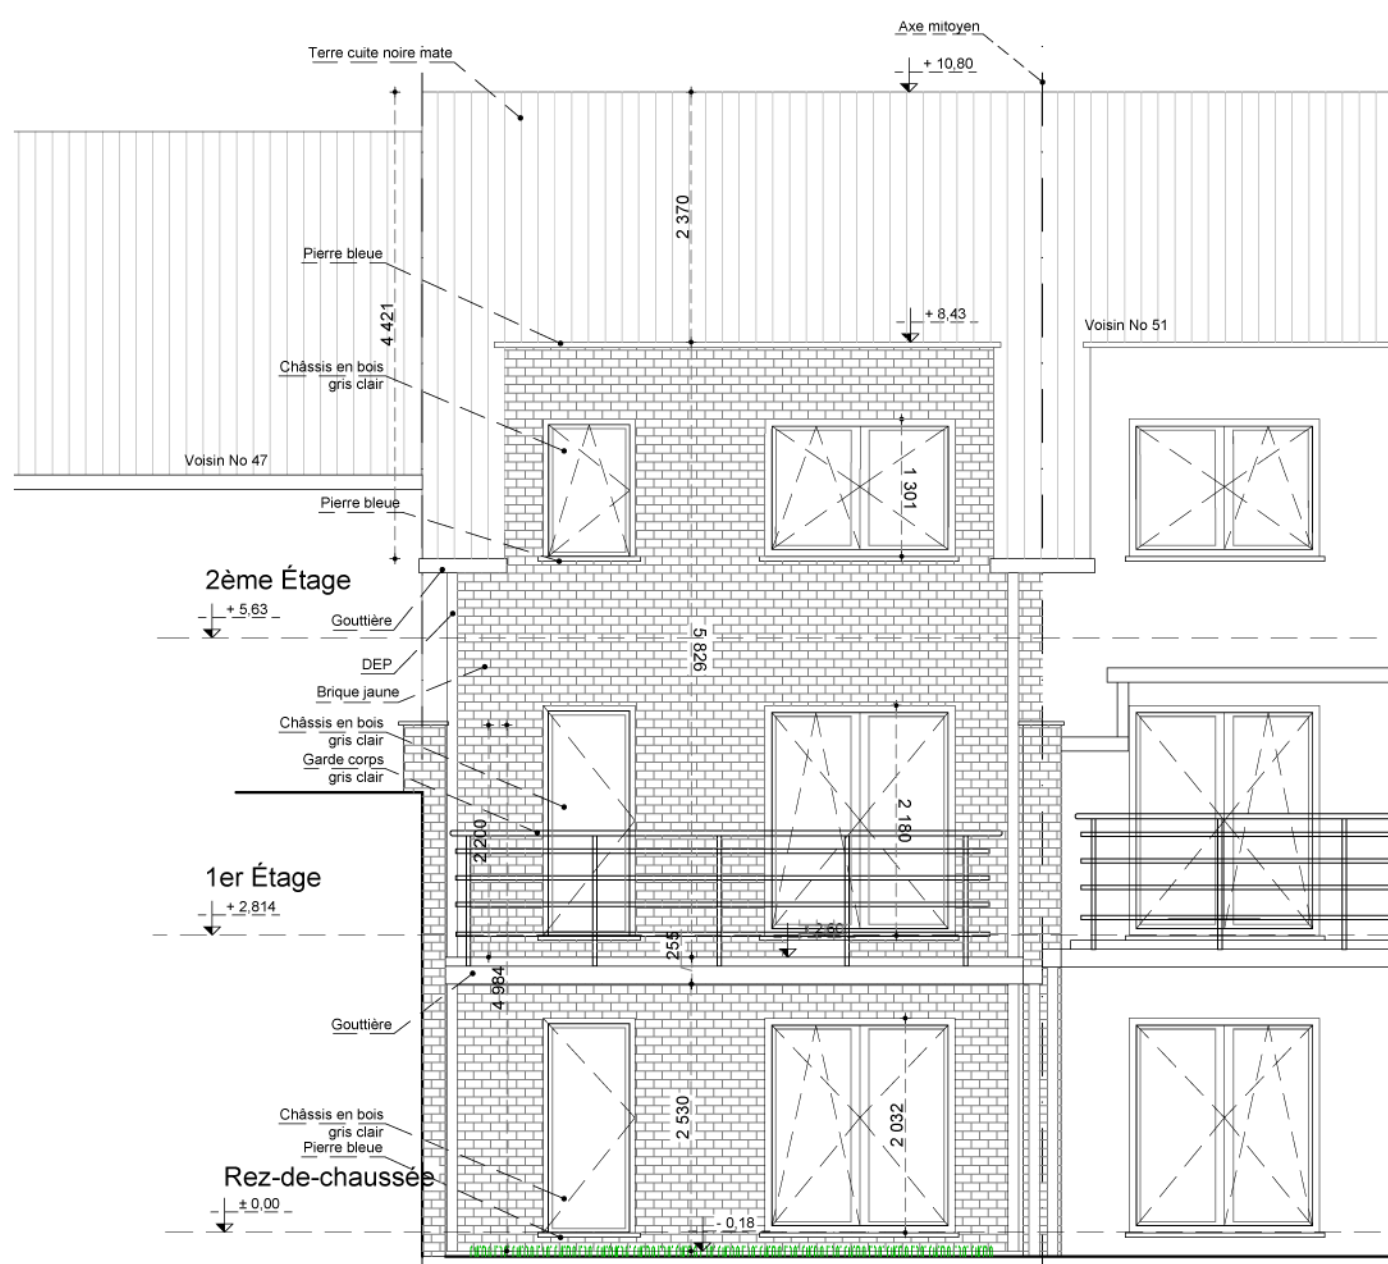 Axe mitoyen
Terre cuite noire mate
+ 10,80
2 370
Pierre bleue
4 421
+ 8,43
Voisin No 51
Châssis en bois
gris clair
Voisin No 47
1 301
Pierre bleue
2ème Étage
+ 5,63
Gouttière
5 826
DEP
Brique jaune
Châssis en bois
gris clair
Garde corps
gris clair
2 200
2 180
1er Étage
+ 2,814
+ 2,60
255
4 984
Gouttière
Châssis en bois
gris clair
2 530
2 032
Pierre bleue
Rez-de-chaussée
± 0,00
- 0,18